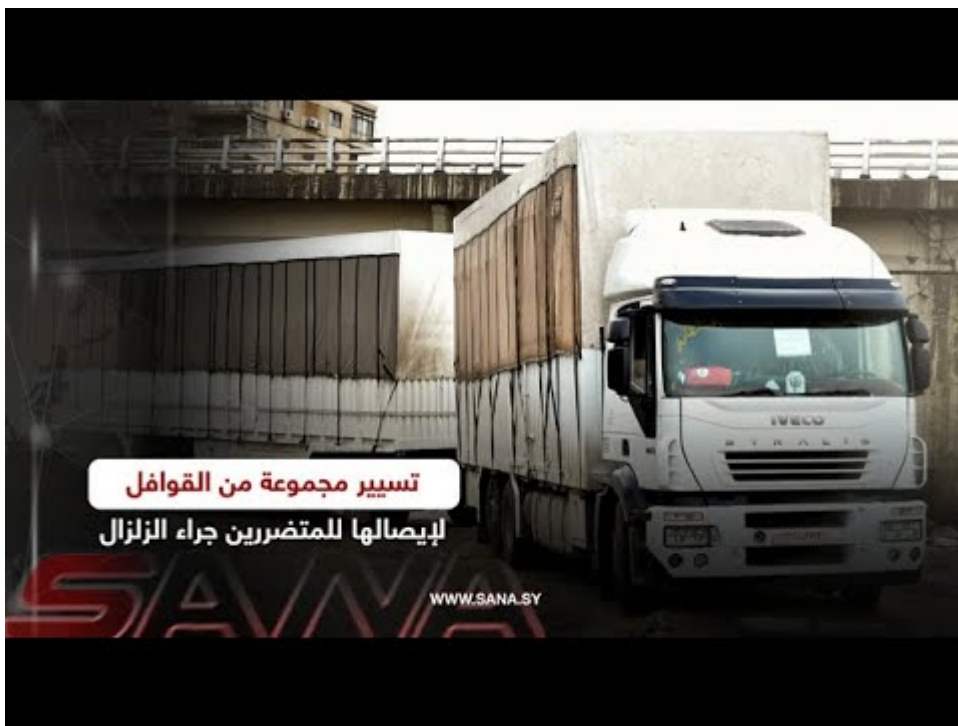 IVECO
STRALIS
تسيير مجموعة من القوافل
لإيصالها للمتضررين جراء الزلزال
SANA
WWW.SANA.SY